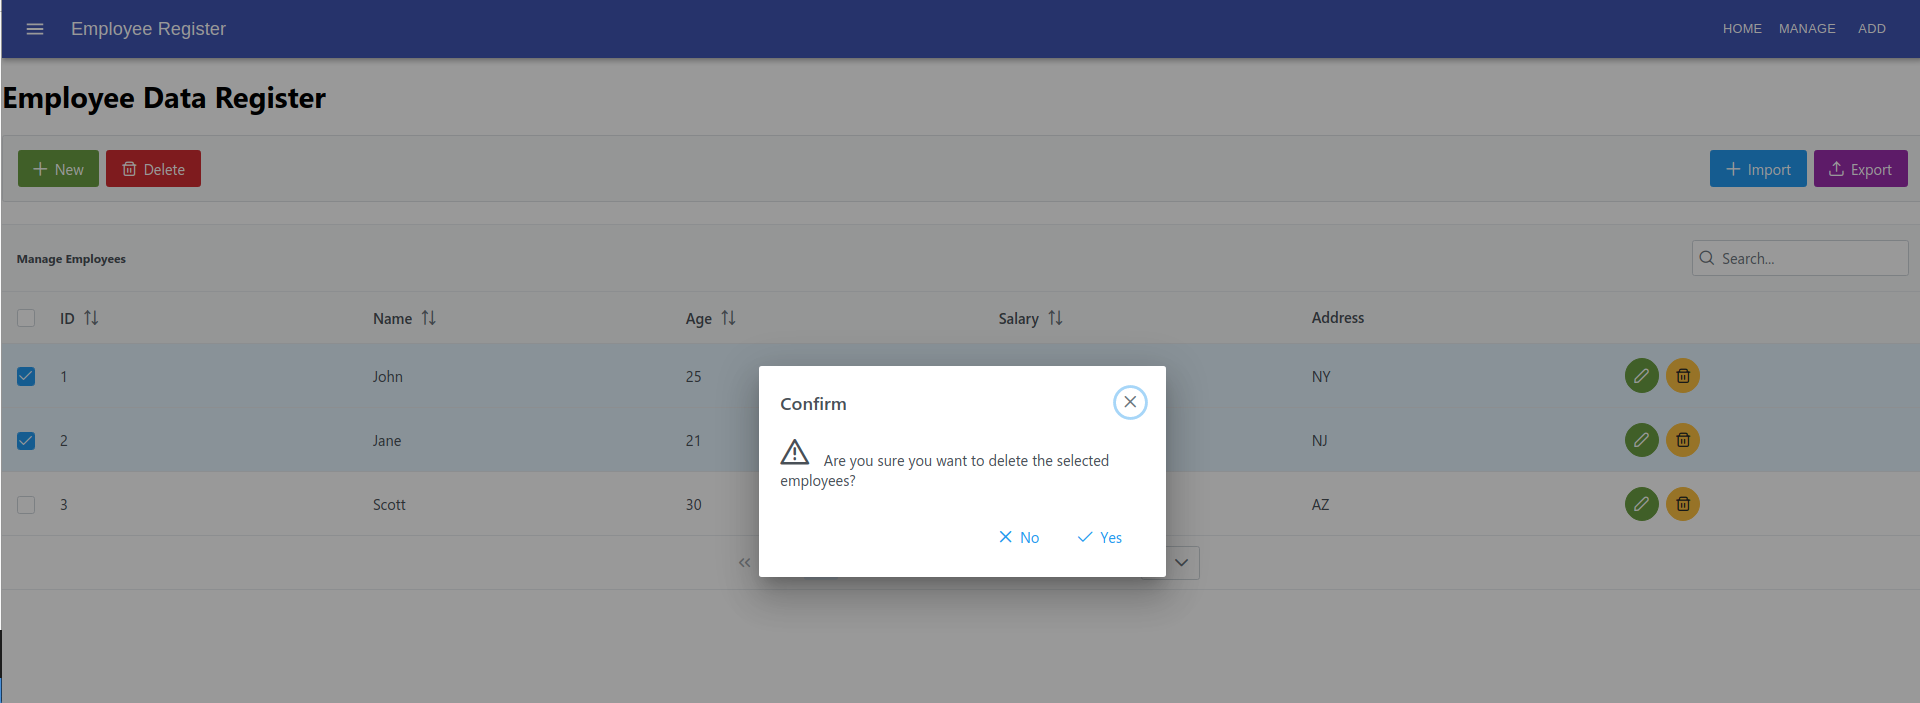 Employee Register
HOME MANAGE ADD
Employee Data Register
New Delete Import Export
Manage Employees
Search...
ID Name Age Salary Address
1 John 25 NY
2 Jane 21 NJ
3 Scott 30 AZ
Confirm
Are you sure you want to delete the selected
employees?
No Yes